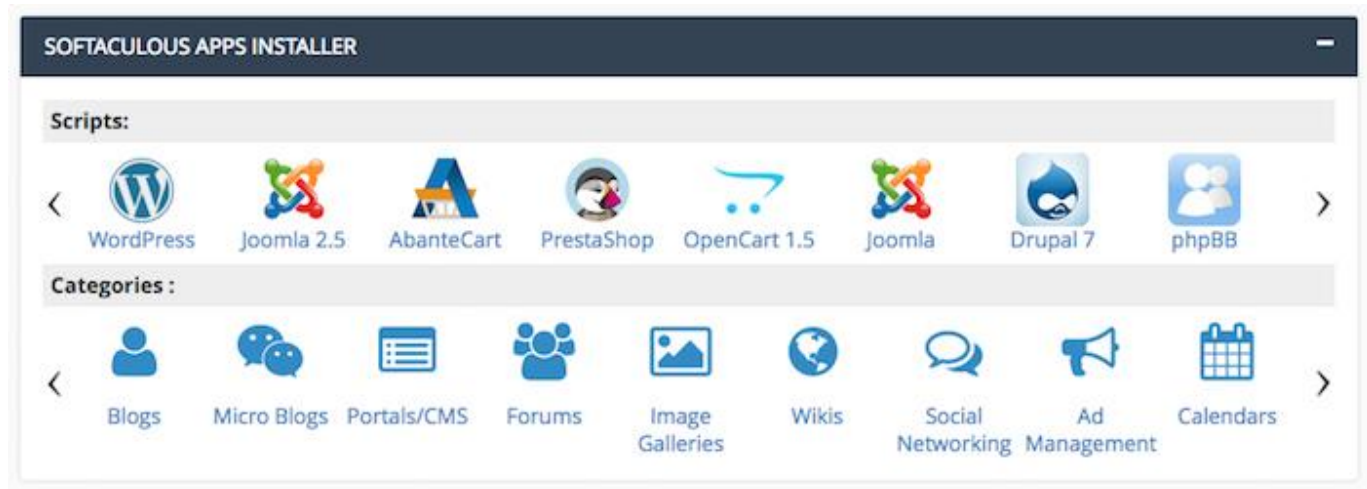 SOFTACULOUS APPS INSTALLER
Scripts:
WordPress Joomla 2.5 AbanteCart PrestaShop OpenCart 1.5 Joomla Drupal 7 phpBB
Categories :
Blogs Micro Blogs Portals/CMS Forums Image Galleries Wikis Social Networking Ad Management Calendars